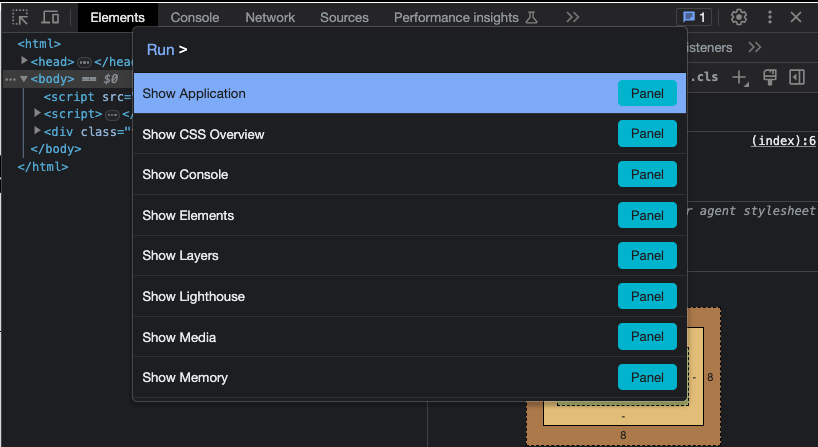 Elements Console Network Sources Performance insights 1
Run >
Show Application Panel
Show CSS Overview Panel
Show Console Panel
Show Elements Panel
Show Layers Panel
Show Lighthouse Panel
Show Media Panel
Show Memory Panel
<html>
<head> … </hea
… <body> == $0
<script src=
<script> … </
<div class="
</body>
</html>
isteners
.cls
(index):6
r agent stylesheet
- 8
-
8